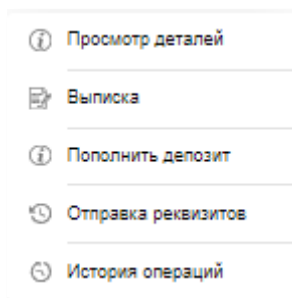 Просмотр деталей
Выписка
Пополнить депозит
Отправка реквизитов
История операций